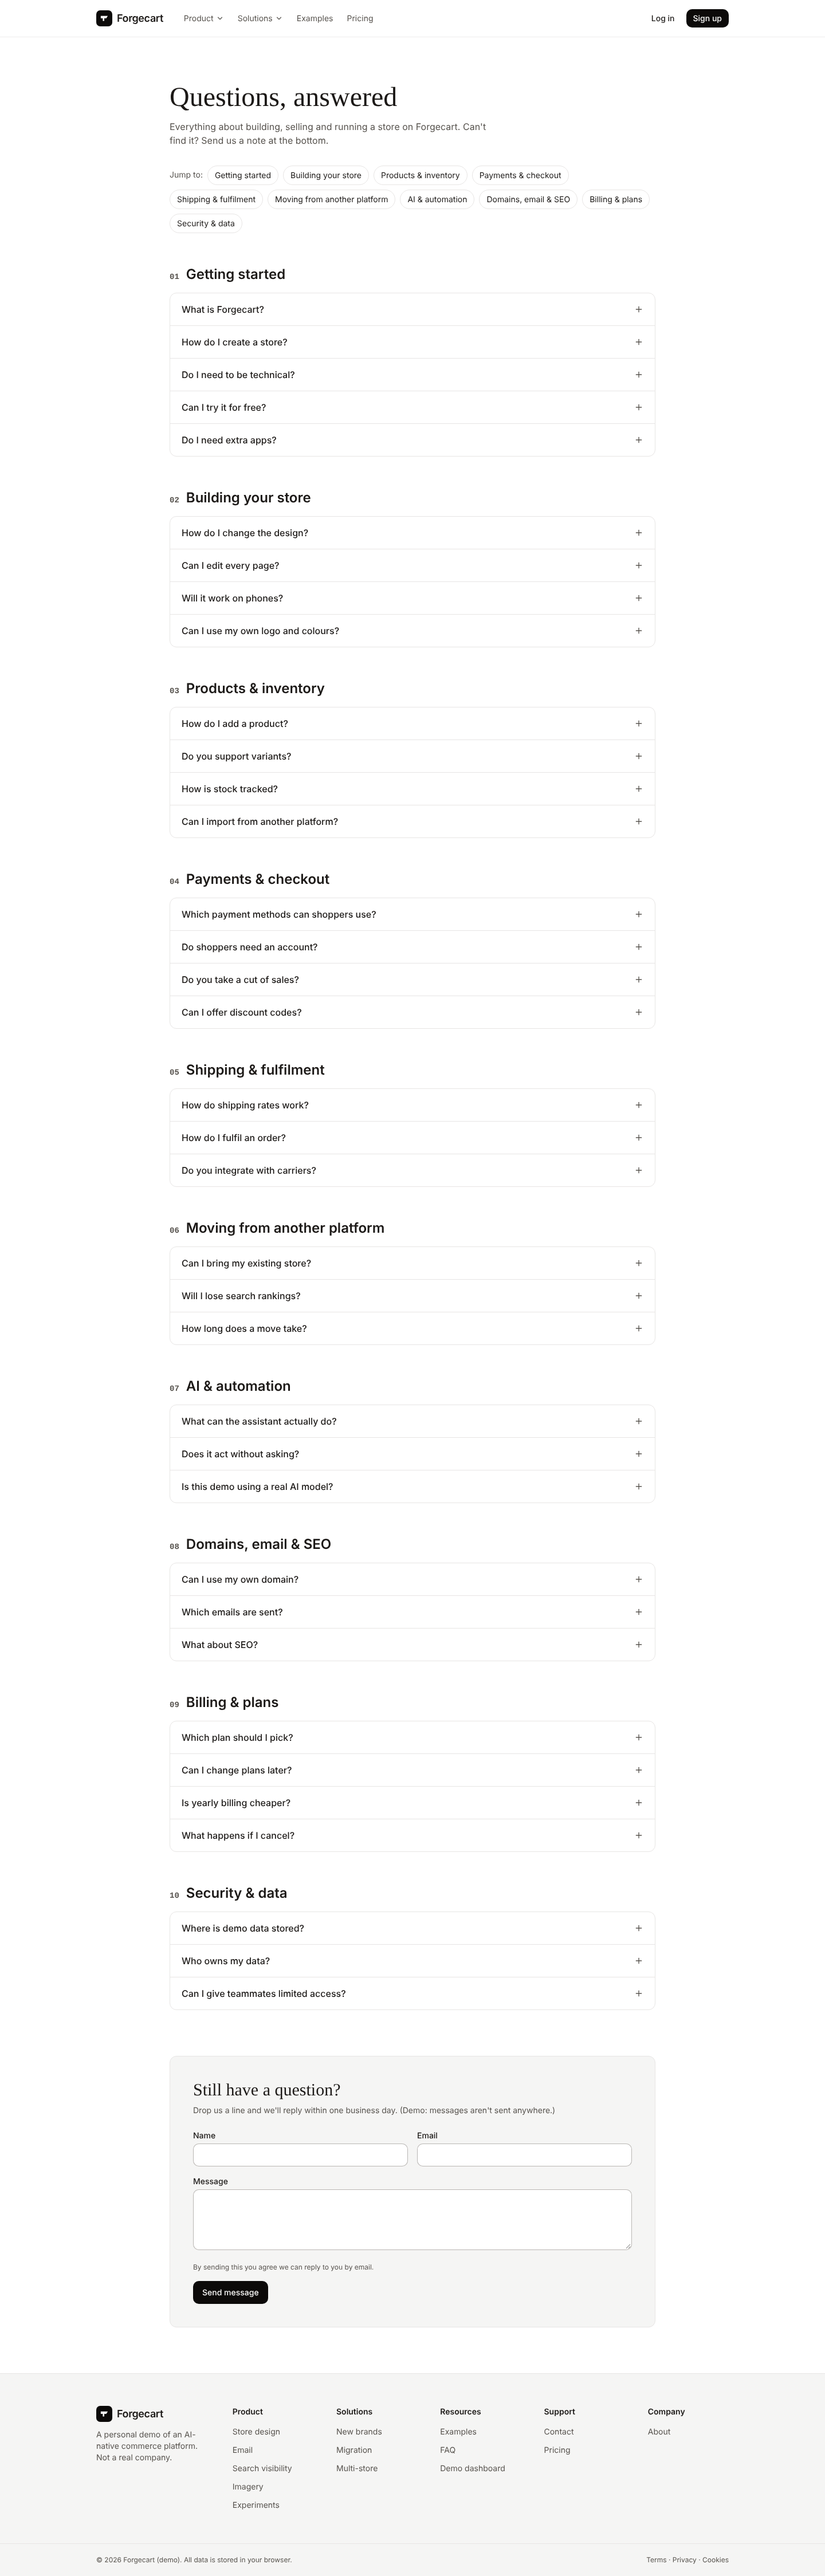 Forgecart Product Solutions Examples Pricing Log in Sign up
Questions, answered
Everything about building, selling and running a store on Forgecart. Can't
find it? Send us a note at the bottom.
Jump to: Getting started Building your store Products & inventory Payments & checkout
Shipping & fulfilment Moving from another platform AI & automation Domains, email & SEO Billing & plans
Security & data
01 Getting started
What is Forgecart? +
How do I create a store? +
Do I need to be technical? +
Can I try it for free? +
Do I need extra apps? +
02 Building your store
How do I change the design? +
Can I edit every page? +
Will it work on phones? +
Can I use my own logo and colours? +
03 Products & inventory
How do I add a product? +
Do you support variants? +
How is stock tracked? +
Can I import from another platform? +
04 Payments & checkout
Which payment methods can shoppers use? +
Do shoppers need an account? +
Do you take a cut of sales? +
Can I offer discount codes? +
05 Shipping & fulfilment
How do shipping rates work? +
How do I fulfil an order? +
Do you integrate with carriers? +
06 Moving from another platform
Can I bring my existing store? +
Will I lose search rankings? +
How long does a move take? +
07 AI & automation
What can the assistant actually do? +
Does it act without asking? +
Is this demo using a real AI model? +
08 Domains, email & SEO
Can I use my own domain? +
Which emails are sent? +
What about SEO? +
09 Billing & plans
Which plan should I pick? +
Can I change plans later? +
Is yearly billing cheaper? +
What happens if I cancel? +
10 Security & data
Where is demo data stored? +
Who owns my data? +
Can I give teammates limited access? +
Still have a question?
Drop us a line and we'll reply within one business day. (Demo: messages aren't sent anywhere.)
Name Email
Message
By sending this you agree we can reply to you by email.
Send message
Forgecart
A personal demo of an AI-
native commerce platform.
Not a real company.
Product
Store design
Email
Search visibility
Imagery
Experiments
Solutions
New brands
Migration
Multi-store
Resources
Examples
FAQ
Demo dashboard
Support
Contact
Pricing
Company
About
© 2026 Forgecart (demo). All data is stored in your browser.
Terms · Privacy · Cookies